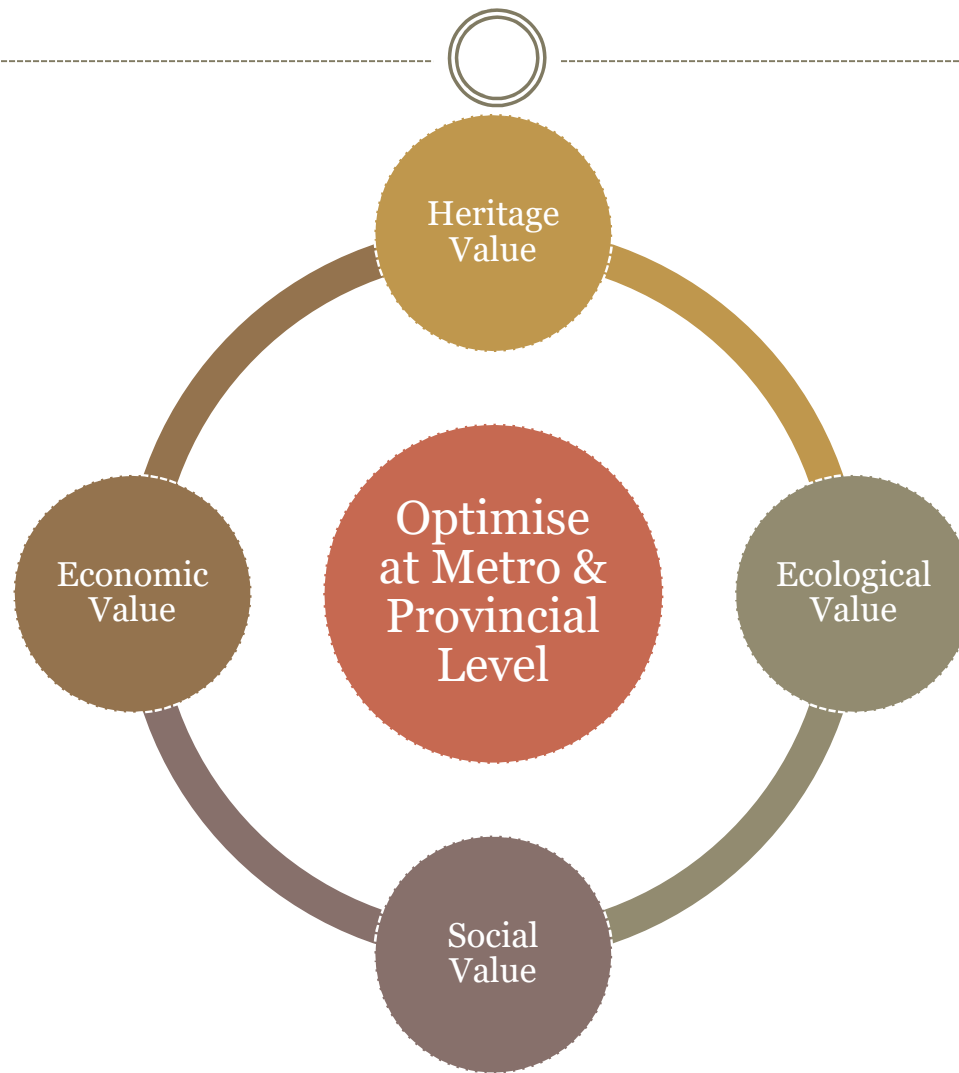 Heritage
Value
Economic
Value
Optimise
at Metro &
Provincial
Level
Ecological
Value
Social
Value